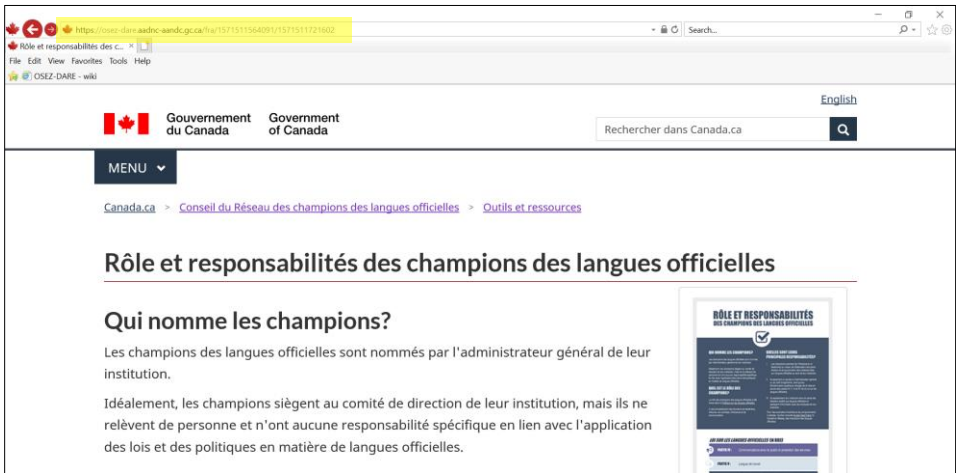 https://osez-dare.aadnc-aandc.gc.ca/fra/1571511564091/1571511721602
Search...
Rôle et responsabilités des c...
File Edit View Favorites Tools Help
OSEZ-DARE - wiki
English
Gouvernement du Canada
Government of Canada
Rechercher dans Canada.ca
MENU
Canada.ca > Conseil du Réseau des champions des langues officielles > Outils et ressources
Rôle et responsabilités des champions des langues officielles
Qui nomme les champions?
Les champions des langues officielles sont nommés par l'administrateur général de leur
institution.
Idéalement, les champions siègent au comité de direction de leur institution, mais ils ne
relèvent de personne et n'ont aucune responsabilité spécifique en lien avec l'application
des lois et des politiques en matière de langues officielles.
RÔLE ET RESPONSABILITÉS
DES CHAMPIONS DES LANGUES OFFICIELLES
QUI NOMME LES CHAMPIONS?